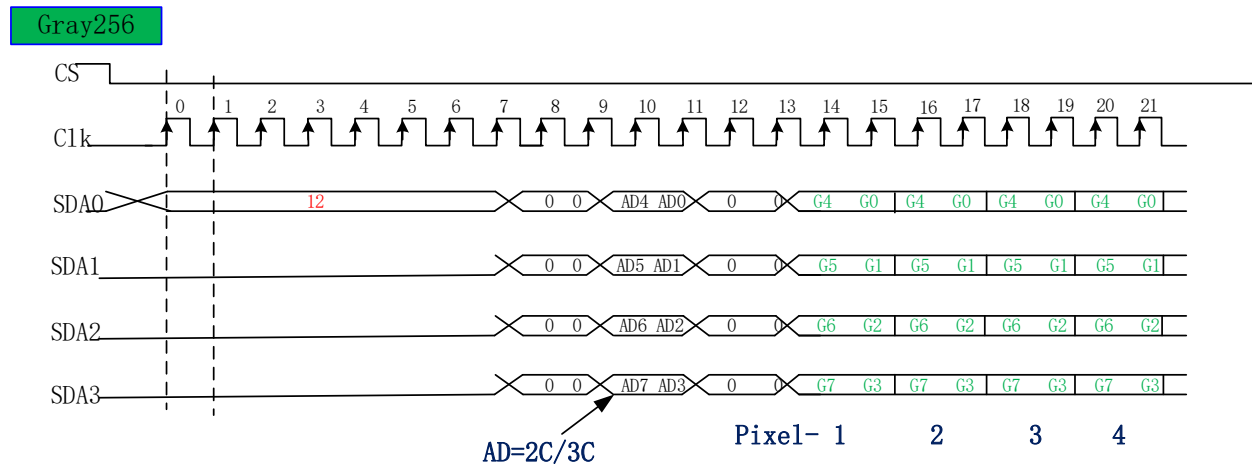 Gray256
CS
0 1 2 3 4 5 6 7 8 9 10 11 12 13 14 15 16 17 18 19 20 21
Clk
SDA0 12 0 0 AD4 AD0 0 0 G4 G0 G4 G0 G4 G0 G4 G0
SDA1 0 0 AD5 AD1 0 0 G5 G1 G5 G1 G5 G1 G5 G1
SDA2 0 0 AD6 AD2 0 0 G6 G2 G6 G2 G6 G2 G6 G2
SDA3 0 0 AD7 AD3 0 0 G7 G3 G7 G3 G7 G3 G7 G3
Pixel- 1 2 3 4
AD=2C/3C